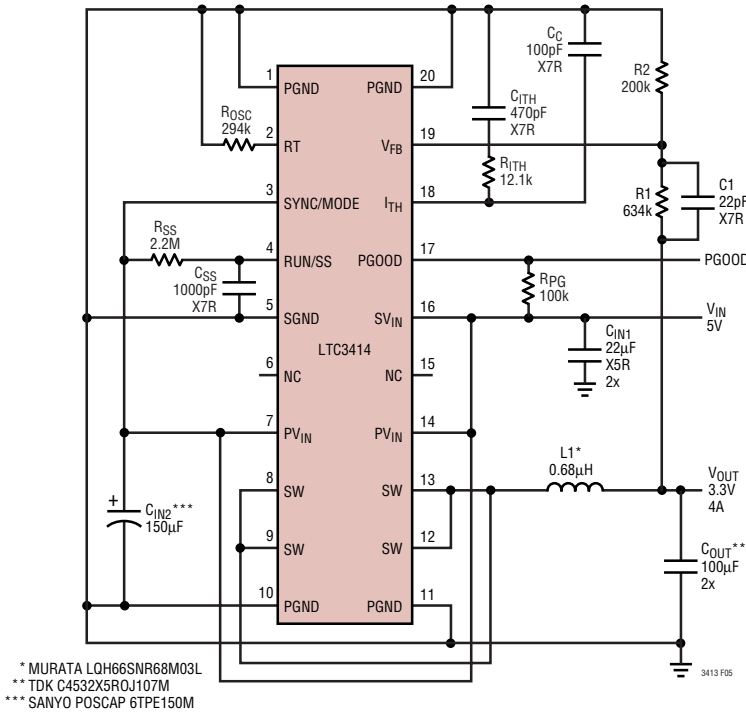 1
PGND
PGND
20
ROSC
294k
2
RT
VFB
19
CITH
470pF
X7R
CC
100pF
X7R
R2
200k
RITH
12.1k
3
SYNC/MODE
ITH
18
R1
634k
C1
22pF
X7R
RSS
2.2M
4
RUN/SS
PGOOD
17
PGOOD
CSS
1000pF
X7R
RPG
100k
5
SGND
SVIN
16
VIN
5V
LTC3414
CIN1
22µF
X5R
2x
6
NC
NC
15
7
PVIN
PVIN
14
8
SW
SW
13
L1*
0.68µH
VOUT
3.3V
4A
CIN2***
150µF
+
9
SW
SW
12
COUT**
100µF
2x
10
PGND
PGND
11
3413 F05
* MURATA LQH66SNR68M03L
** TDK C4532X5ROJ107M
*** SANYO POSCAP 6TPE150M